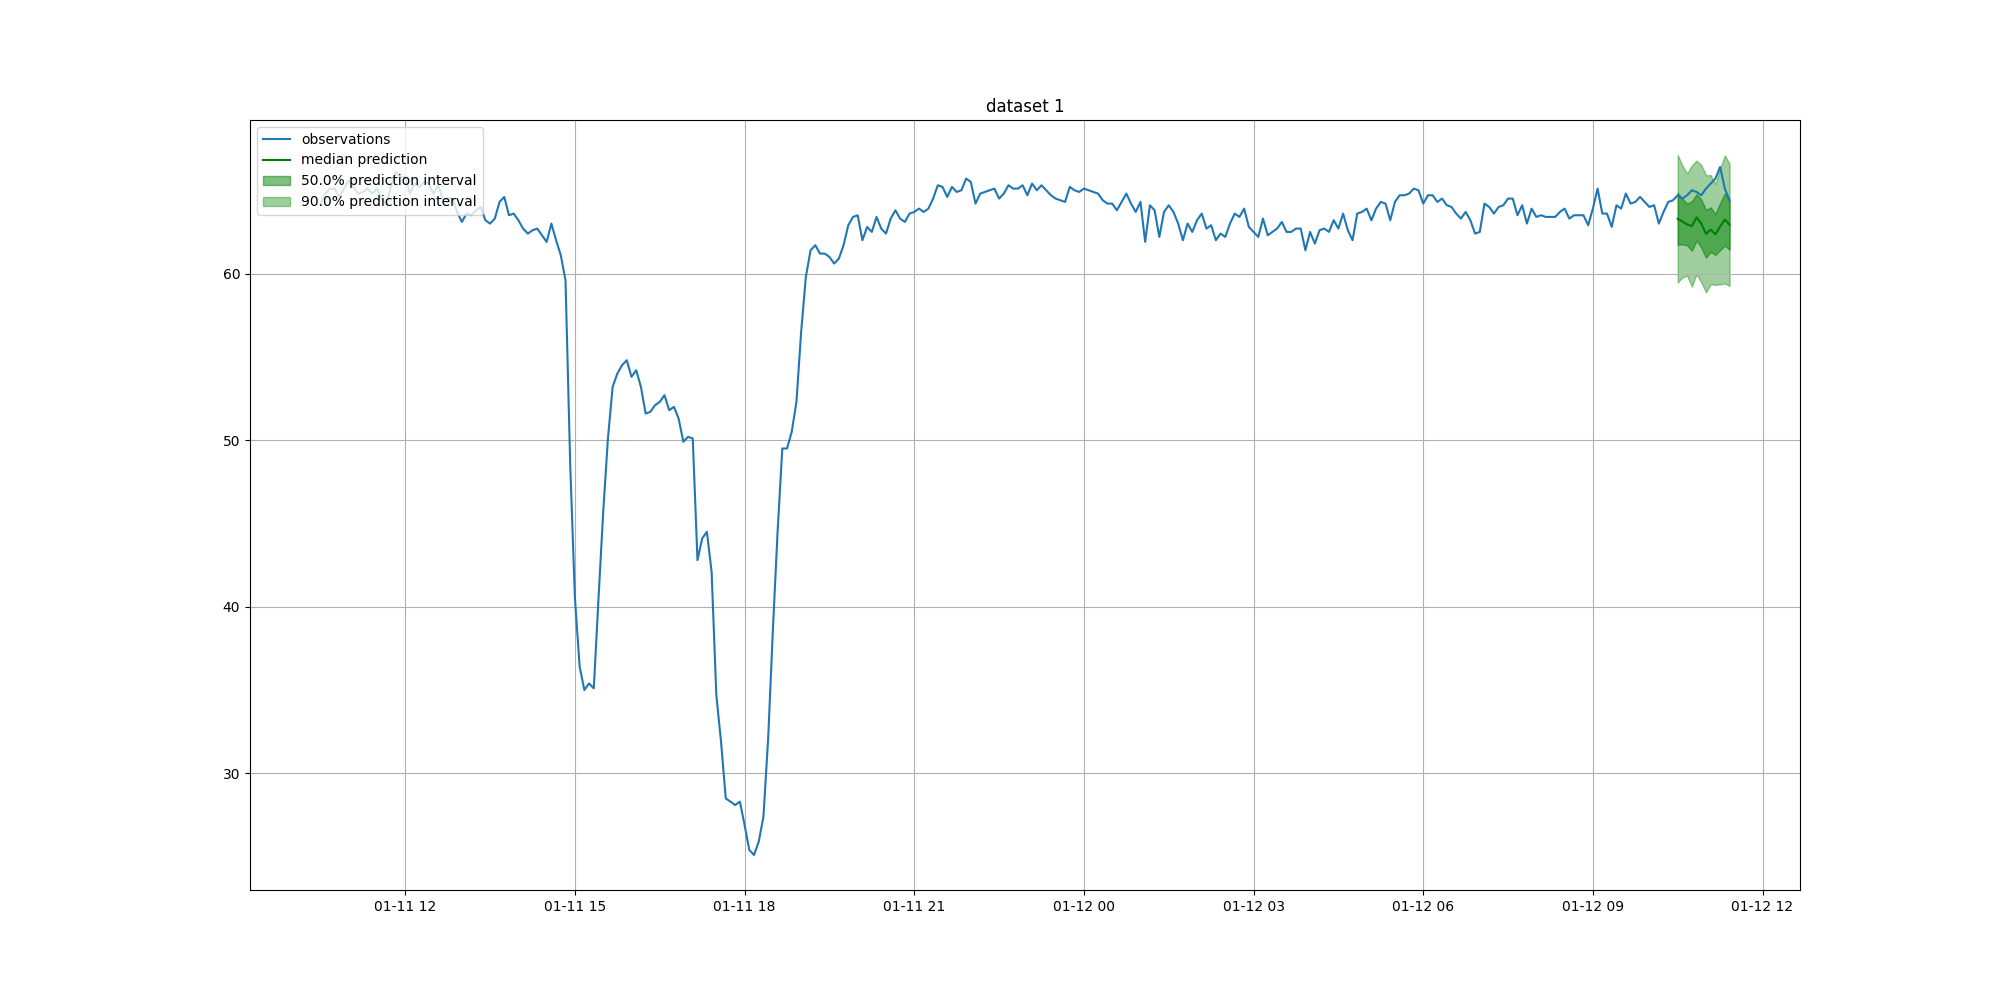 dataset 1
observations
median prediction
50.0% prediction interval
90.0% prediction interval
60
50
40
30
01-11 12
01-11 15
01-11 18
01-11 21
01-12 00
01-12 03
01-12 06
01-12 09
01-12 12